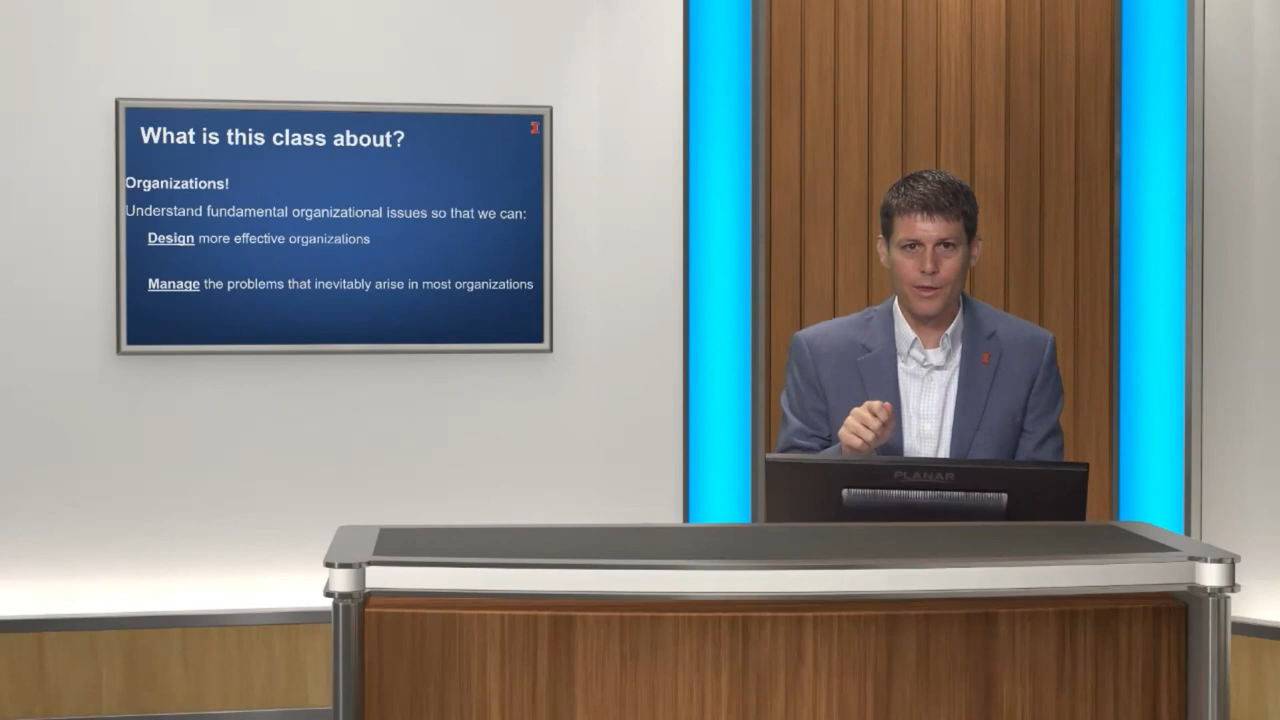 What is this class about?
Organizations!
Understand fundamental organizational issues so that we can:
Design more effective organizations
Manage the problems that inevitably arise in most organizations
PLANAR